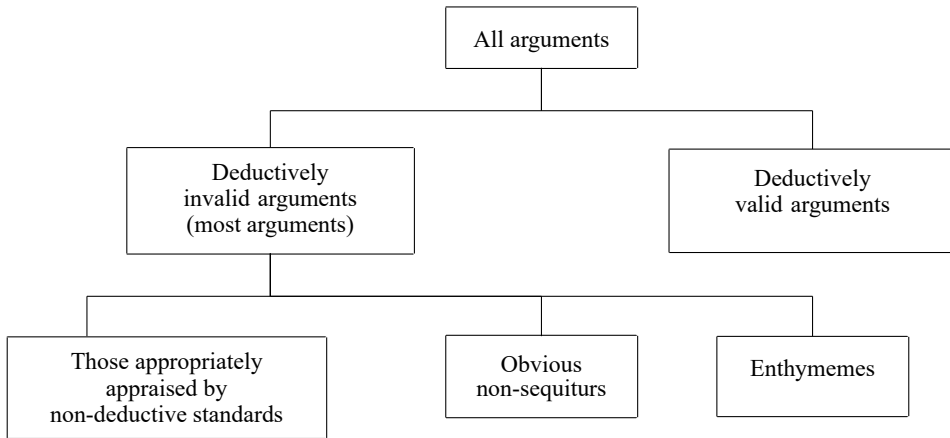 All arguments
Deductively
invalid arguments
(most arguments)
Deductively
valid arguments
Those appropriately
appraised by
non-deductive standards
Obvious
non-sequiturs
Enthymemes